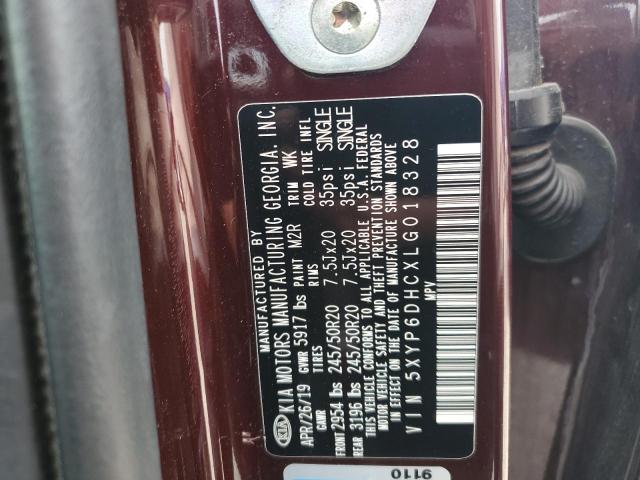 MANUFACTURED BY
KIA KIA MOTORS MANUFACTURING GEORGIA, INC.
APR/26/19 GVWR 5917 lbs PAINT M2R TRIM WK
GAWR TIRES RIMS COLD TIRE INFL
FRONT 2954 lbs 245/50R20 7.5Jx20 35psi SINGLE
REAR 3196 lbs 245/50R20 7.5Jx20 35psi SINGLE
THIS VEHICLE CONFORMS TO ALL APPLICABLE U.S.A. FEDERAL
MOTOR VEHICLE SAFETY AND THEFT PREVENTION STANDARDS
IN EFFECT ON THE DATE OF MANUFACTURE SHOWN ABOVE
VIN 5XYP6DHCXLG018328
MPV
9110